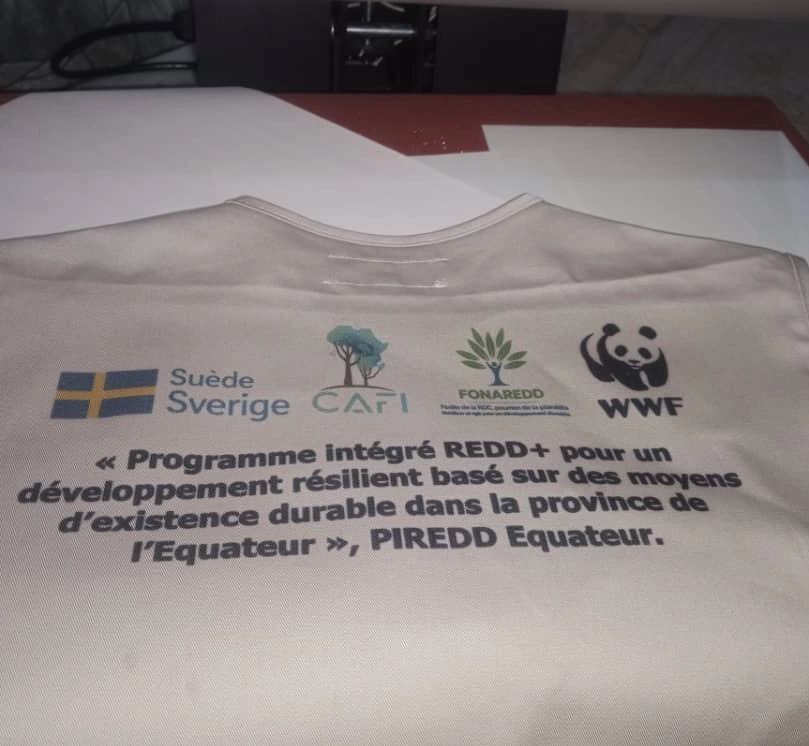 Suède
Sverige
CAFI
FONAREDD
WWF
« Programme intégré REDD+ pour un
développement résilient basé sur des moyens
d’existence durable dans la province de
l’Equateur », PIREDD Equateur.